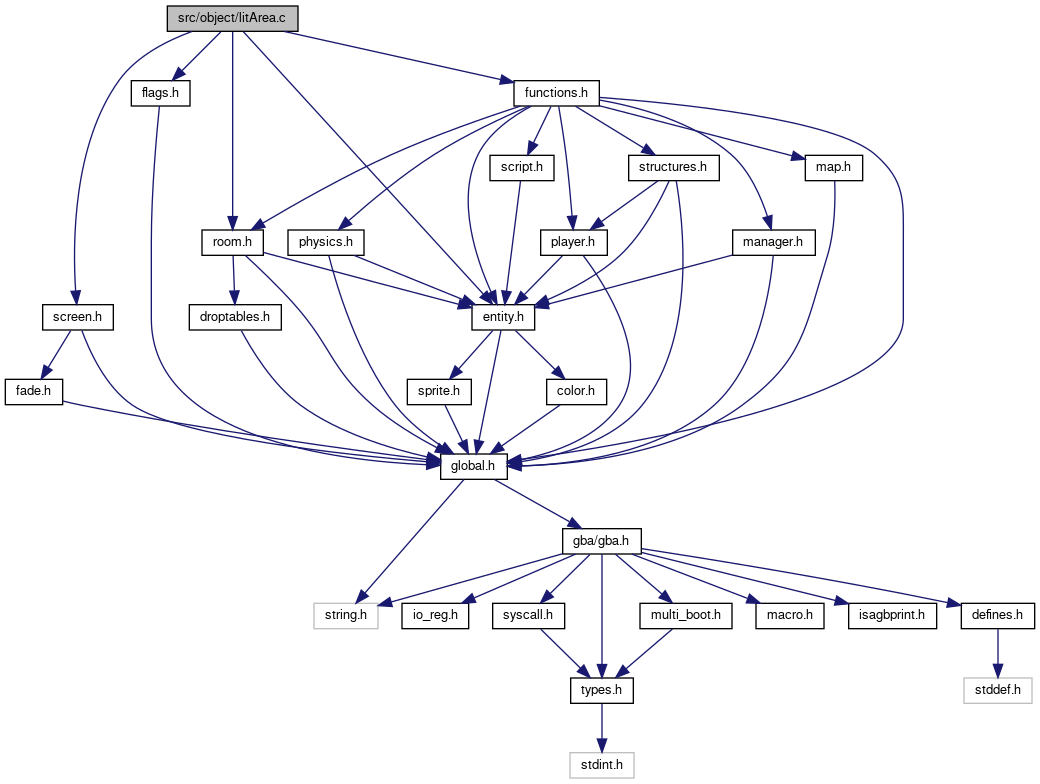 src/object/litArea.c
flags.h
functions.h
script.h
structures.h
map.h
room.h
physics.h
player.h
manager.h
screen.h
droptables.h
entity.h
fade.h
sprite.h
color.h
global.h
gba/gba.h
string.h
io_reg.h
syscall.h
multi_boot.h
macro.h
isagbprint.h
defines.h
types.h
stddef.h
stdint.h